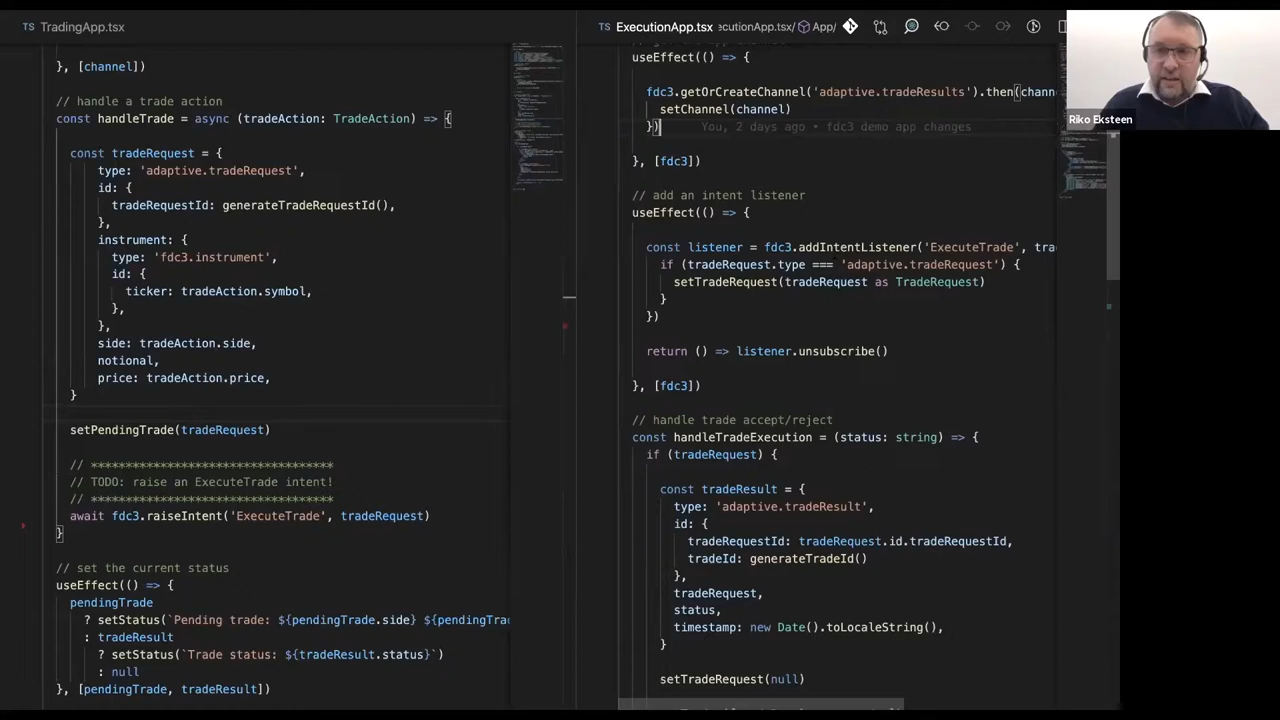 TS TradingApp.tsx
}, [channel])
// handle a trade action
const handleTrade = async (tradeAction: TradeAction) => {
const tradeRequest = {
type: 'adaptive.tradeRequest',
id: {
tradeRequestId: generateTradeRequestId(),
},
instrument: {
type: 'fdc3.instrument',
id: {
ticker: tradeAction.symbol,
},
},
side: tradeAction.side,
notional,
price: tradeAction.price,
}
setPendingTrade(tradeRequest)
// ***********************************
// TODO: raise an ExecuteTrade intent!
// ***********************************
await fdc3.raiseIntent('ExecuteTrade', tradeRequest)
}
// set the current status
useEffect(() => {
pendingTrade
? setStatus(`Pending trade: ${pendingTrade.side} ${pendingTra
: tradeResult
? setStatus(`Trade status: ${tradeResult.status}`)
: null
}, [pendingTrade, tradeResult])
TS ExecutionApp.tsx :cutionApp.tsx/ App/
useEffect(() => {
fdc3.getOrCreateChannel('adaptive.tradeResults').then(chann
setChannel(channel)
}) You, 2 days ago • fdc3 demo app changes
}, [fdc3])
// add an intent listener
useEffect(() => {
const listener = fdc3.addIntentListener('ExecuteTrade', tra
if (tradeRequest.type === 'adaptive.tradeRequest') {
setTradeRequest(tradeRequest as TradeRequest)
}
})
return () => listener.unsubscribe()
}, [fdc3])
// handle trade accept/reject
const handleTradeExecution = (status: string) => {
if (tradeRequest) {
const tradeResult = {
type: 'adaptive.tradeResult',
id: {
tradeRequestId: tradeRequest.id.tradeRequestId,
tradeId: generateTradeId()
},
tradeRequest,
status,
timestamp: new Date().toLocaleString(),
}
setTradeRequest(null)
Riko Eksteen